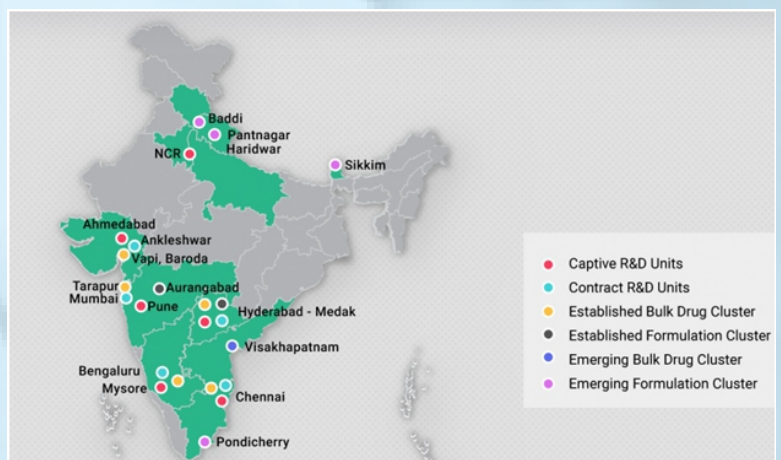 Baddi
Pantnagar
Haridwar
NCR
Sikkim
Ahmedabad
Ankleshwar
Vapi, Baroda
Tarapur
Aurangabad
Mumbai
Pune
Hyderabad - Medak
Visakhapatnam
Bengaluru
Mysore
Chennai
Pondicherry
Captive R&D Units
Contract R&D Units
Established Bulk Drug Cluster
Established Formulation Cluster
Emerging Bulk Drug Cluster
Emerging Formulation Cluster